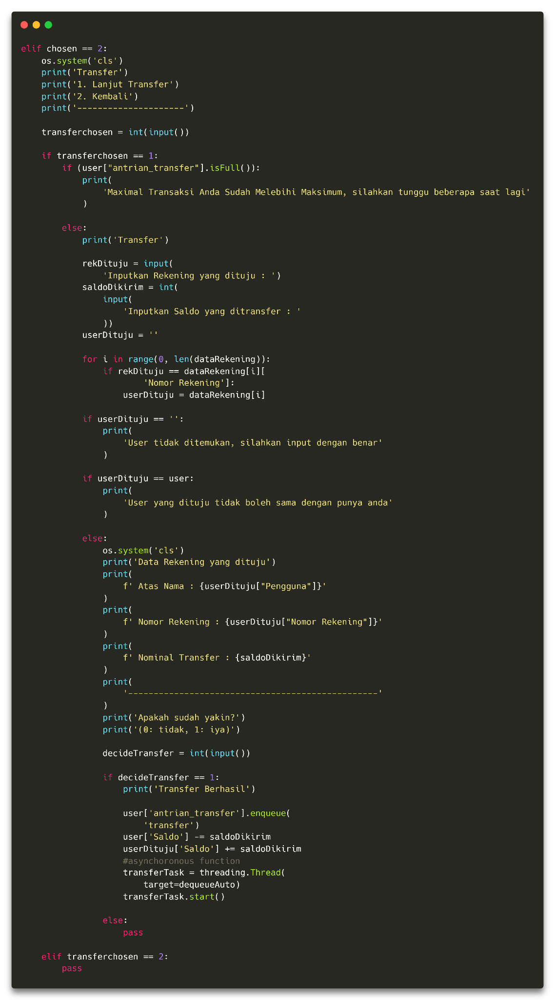 elif chosen == 2:
    os.system('cls')
    print('Transfer')
    print('1. Lanjut Transfer')
    print('2. Kembali')
    print('---------------------')

    transferchosen = int(input())

    if transferchosen == 1:
        if (user["antrian_transfer"].isFull()):
            print(
                'Maximal Transaksi Anda Sudah Melebihi Maksimum, silahkan tunggu beberapa saat lagi'
            )

        else:
            print('Transfer')

            rekDituju = input(
                'Inputkan Rekening yang dituju : ')
            saldoDikirim = int(
                input(
                    'Inputkan Saldo yang ditransfer : '
                ))
            userDituju = ''

            for i in range(0, len(dataRekening)):
                if rekDituju == dataRekening[i][
                        'Nomor Rekening']:
                    userDituju = dataRekening[i]

            if userDituju == '':
                print(
                    'User tidak ditemukan, silahkan input dengan benar'
                )

            if userDituju == user:
                print(
                    'User yang dituju tidak boleh sama dengan punya anda'
                )

            else:
                os.system('cls')
                print('Data Rekening yang dituju')
                print(
                    f' Atas Nama : {userDituju["Pengguna"]}'
                )
                print(
                    f' Nomor Rekening : {userDituju["Nomor Rekening"]}'
                )
                print(
                    f' Nominal Transfer : {saldoDikirim}'
                )
                print(
                    '-------------------------------------------------'
                )
                print('Apakah sudah yakin?')
                print('(0: tidak, 1: iya)')

                decideTransfer = int(input())

                if decideTransfer == 1:
                    print('Transfer Berhasil')

                    user['antrian_transfer'].enqueue(
                        'transfer')
                    user['Saldo'] -= saldoDikirim
                    userDituju['Saldo'] += saldoDikirim
                    #asynchoronous function
                    transferTask = threading.Thread(
                        target=dequeueAuto)
                    transferTask.start()

                else:
                    pass

    elif transferchosen == 2:
        pass